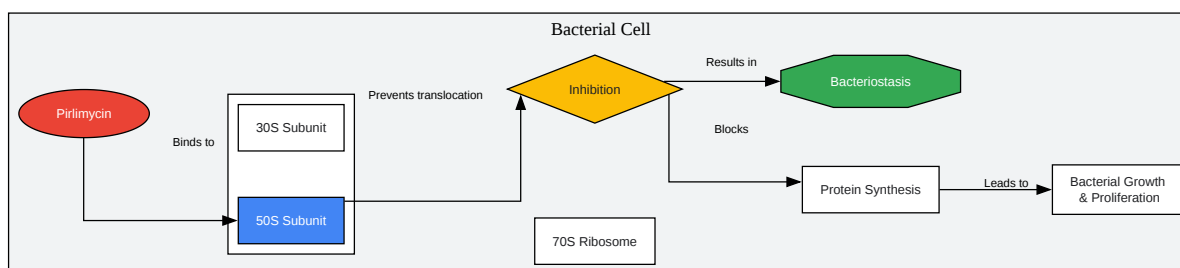 Bacterial Cell
Pirlimycin
Binds to
30S Subunit
50S Subunit
Prevents translocation
Inhibition
Results in
Bacteriostasis
Blocks
Protein Synthesis
Leads to
Bacterial Growth
& Proliferation
70S Ribosome